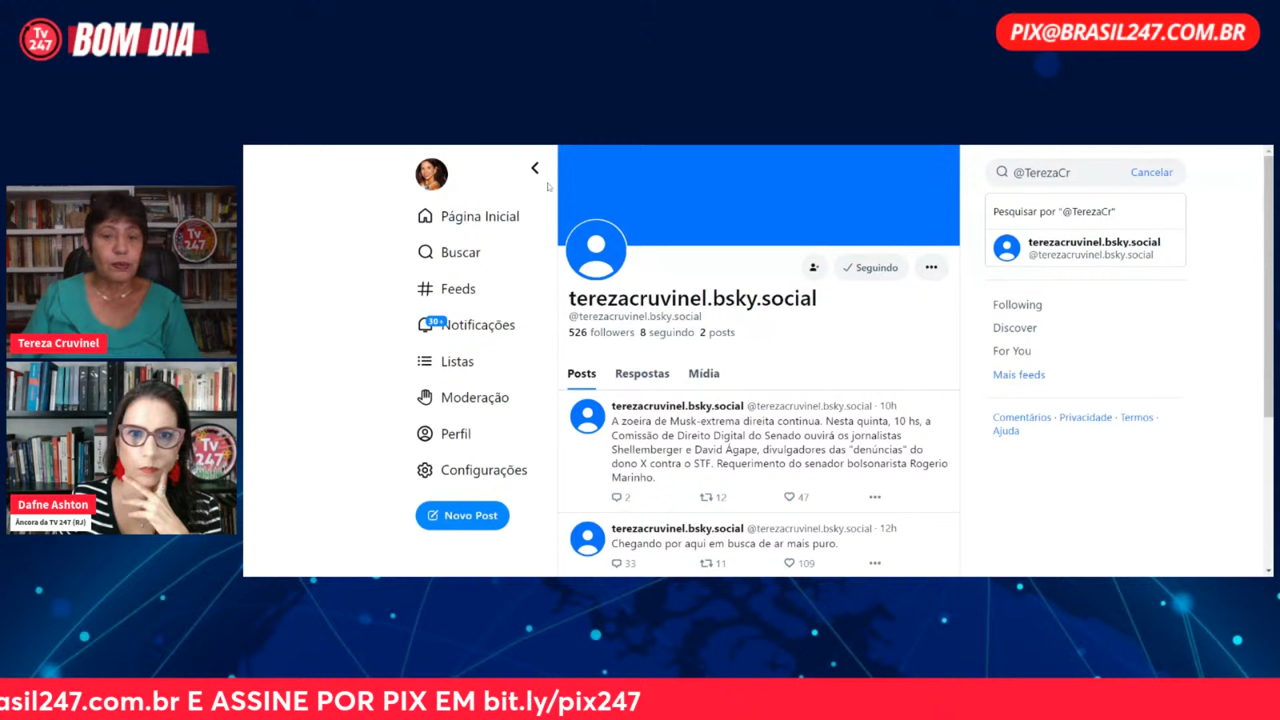 Tv 247
BOM DIA
PIX@BRASIL247.COM.BR
Tv 247
Tereza Cruvinel
Tv 247
Dafne Ashton
Âncora da TV 247 (RJ)
Página Inicial
Buscar
Feeds
30+
Notificações
Listas
Moderação
Perfil
Configurações
Novo Post
Seguindo
terezacruvinel.bsky.social
@terezacruvinel.bsky.social
526 followers 8 seguindo 2 posts
Posts Respostas Mídia
terezacruvinel.bsky.social @terezacruvinel.bsky.social · 10h
A zoeira de Musk-extrema direita continua. Nesta quinta, 10 hs, a
Comissão de Direito Digital do Senado ouvirá os jornalistas
Shellemberger e David Ágape, divulgadores das "denúncias" do
dono X contra o STF. Requerimento do senador bolsonarista Rogerio
Marinho.
2 12 47
terezacruvinel.bsky.social @terezacruvinel.bsky.social · 12h
Chegando por aqui em busca de ar mais puro.
33 11 109
@TerezaCr Cancelar
Pesquisar por "@TerezaCr"
terezacruvinel.bsky.social
@terezacruvinel.bsky.social
Following
Discover
For You
Mais feeds
Comentários · Privacidade · Termos ·
Ajuda
asil247.com.br E ASSINE POR PIX EM bit.ly/pix247